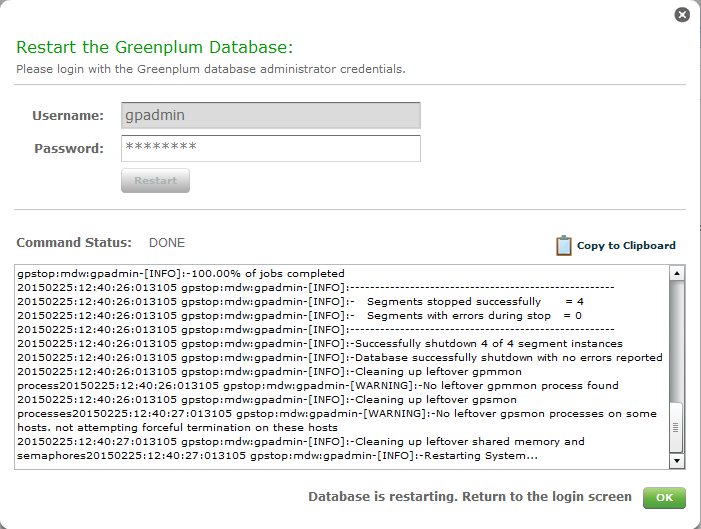 Restart the Greenplum Database:
Please login with the Greenplum database administrator credentials.
Username: gpadmin
Password: ********
Restart
Command Status: DONE
Copy to Clipboard
gpstop:mdw:gpadmin-[INFO]:-100.00% of jobs completed
20150225:12:40:26:013105 gpstop:mdw:gpadmin-[INFO]:------------------------------------------------
20150225:12:40:26:013105 gpstop:mdw:gpadmin-[INFO]:- Segments stopped successfully = 4
20150225:12:40:26:013105 gpstop:mdw:gpadmin-[INFO]:- Segments with errors during stop = 0
20150225:12:40:26:013105 gpstop:mdw:gpadmin-[INFO]:------------------------------------------------
20150225:12:40:26:013105 gpstop:mdw:gpadmin-[INFO]:-Successfully shutdown 4 of 4 segment instances
20150225:12:40:26:013105 gpstop:mdw:gpadmin-[INFO]:-Database successfully shutdown with no errors reported
20150225:12:40:26:013105 gpstop:mdw:gpadmin-[INFO]:-Cleaning up leftover gpmmon
process20150225:12:40:26:013105 gpstop:mdw:gpadmin-[WARNING]:-No leftover gpmmon process found
20150225:12:40:26:013105 gpstop:mdw:gpadmin-[INFO]:-Cleaning up leftover gpsmon
processes20150225:12:40:27:013105 gpstop:mdw:gpadmin-[WARNING]:-No leftover gpsmon processes on some
hosts. not attempting forceful termination on these hosts
20150225:12:40:27:013105 gpstop:mdw:gpadmin-[INFO]:-Cleaning up leftover shared memory and
semaphores20150225:12:40:27:013105 gpstop:mdw:gpadmin-[INFO]:-Restarting System...
Database is restarting. Return to the login screen
OK